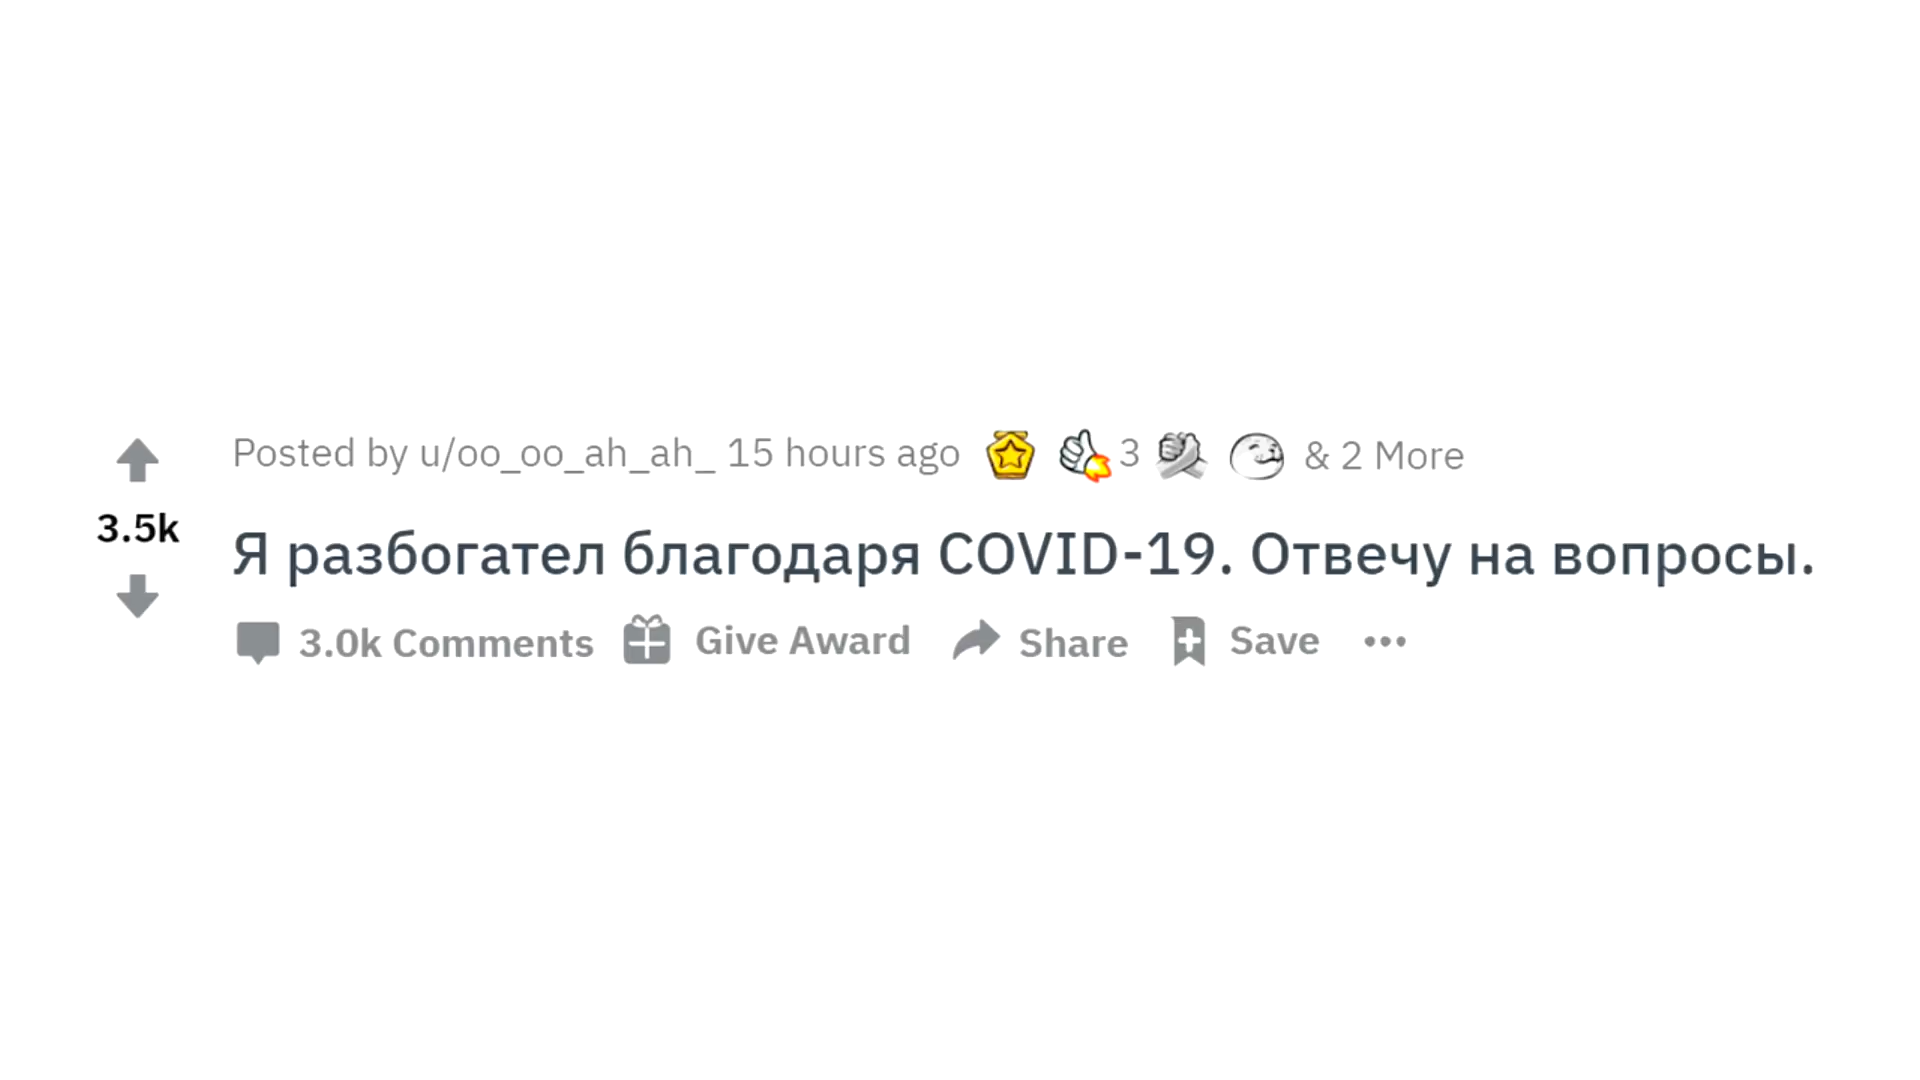 Posted by u/oo_oo_ah_ah_ 15 hours ago 3 & 2 More
3.5k
Я разбогател благодаря COVID-19. Отвечу на вопросы.
3.0k Comments Give Award Share Save •••